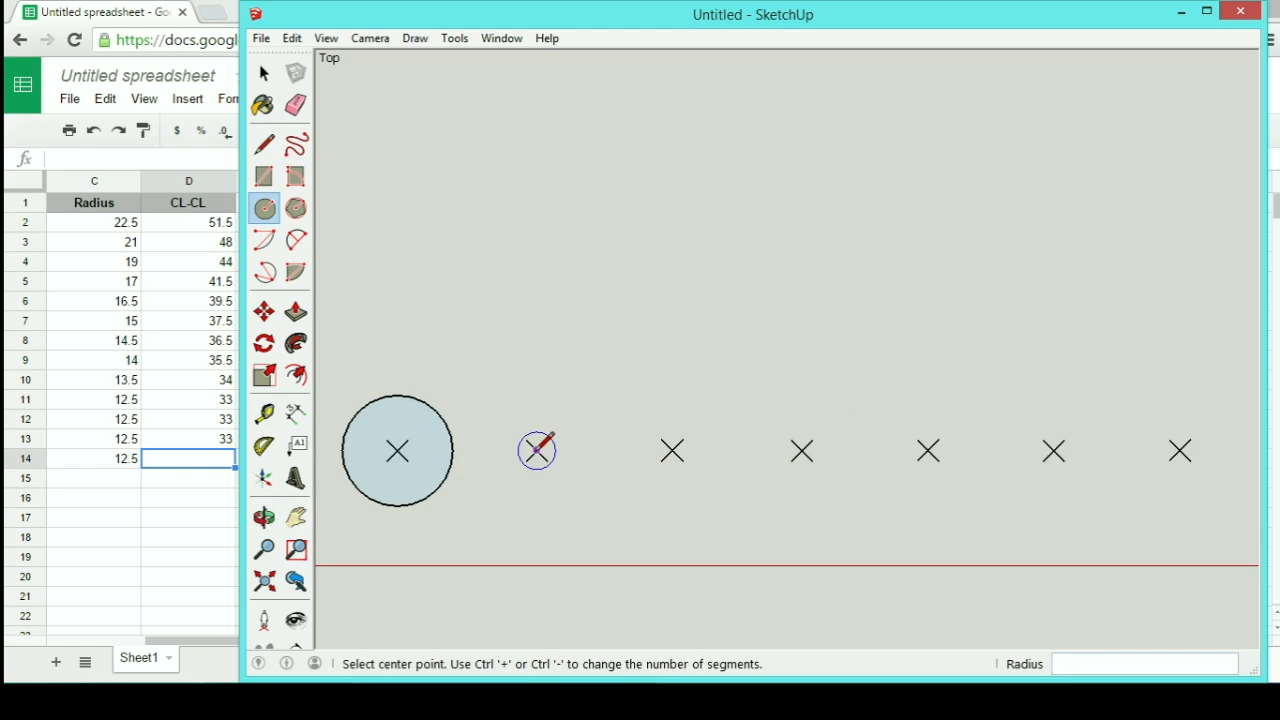 Untitled spreadsheet - Go
https://docs.googl
Untitled spreadsheet
File Edit View Insert For
$ % .0
fx
C D
1 Radius CL-CL
2 22.5 51.5
3 21 48
4 19 44
5 17 41.5
6 16.5 39.5
7 15 37.5
8 14.5 36.5
9 14 35.5
10 13.5 34
11 12.5 33
12 12.5 33
13 12.5 33
14 12.5
15
16
17
18
19
20
21
22
Sheet1
Untitled - SketchUp
File Edit View Camera Draw Tools Window Help
Top
A1
Select center point. Use Ctrl '+' or Ctrl '-' to change the number of segments.
Radius